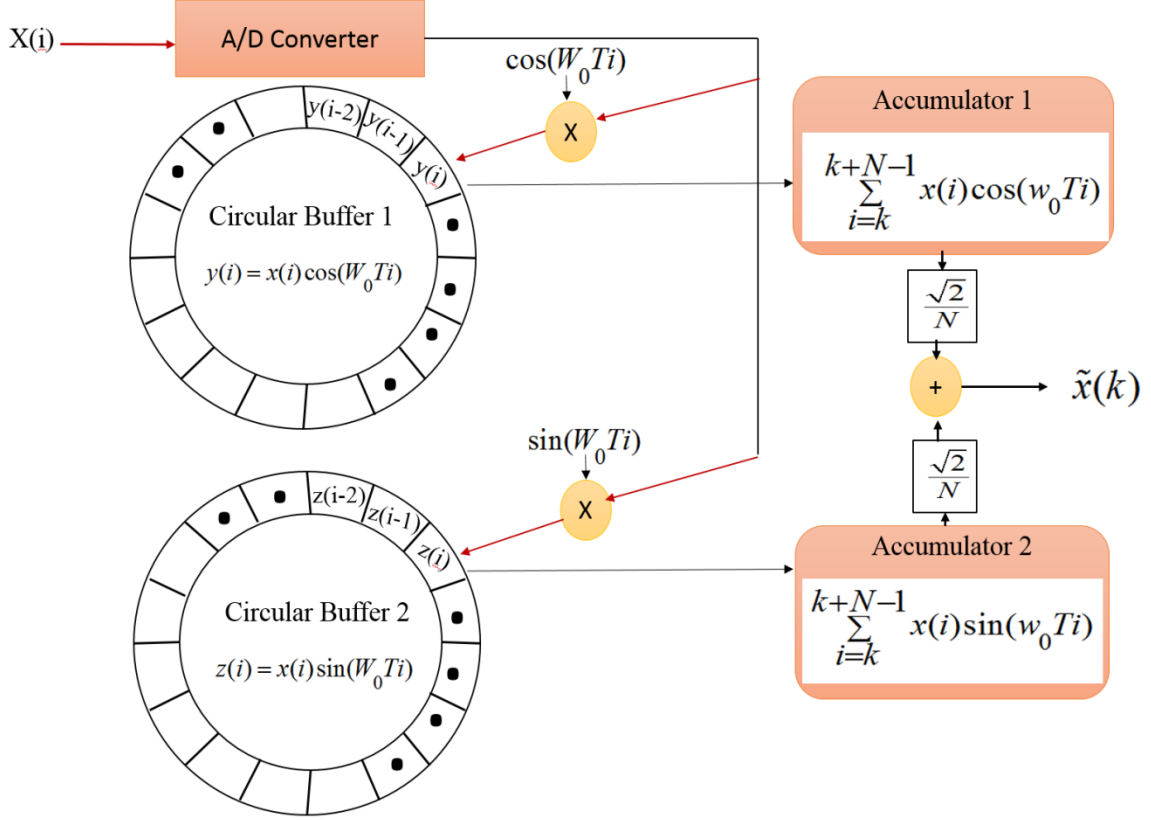 X(i)
A/D Converter
cos(W₀Ti)
X
y(i-2)
y(i-1)
y(i)
Circular Buffer 1
y(i) = x(i)cos(W₀Ti)
Accumulator 1
k+N−1
∑ x(i)cos(w₀Ti)
i=k
√2
N
+
x̃(k)
sin(W₀Ti)
X
z(i-2)
z(i-1)
z(i)
Circular Buffer 2
z(i) = x(i)sin(W₀Ti)
√2
N
Accumulator 2
k+N−1
∑ x(i)sin(w₀Ti)
i=k